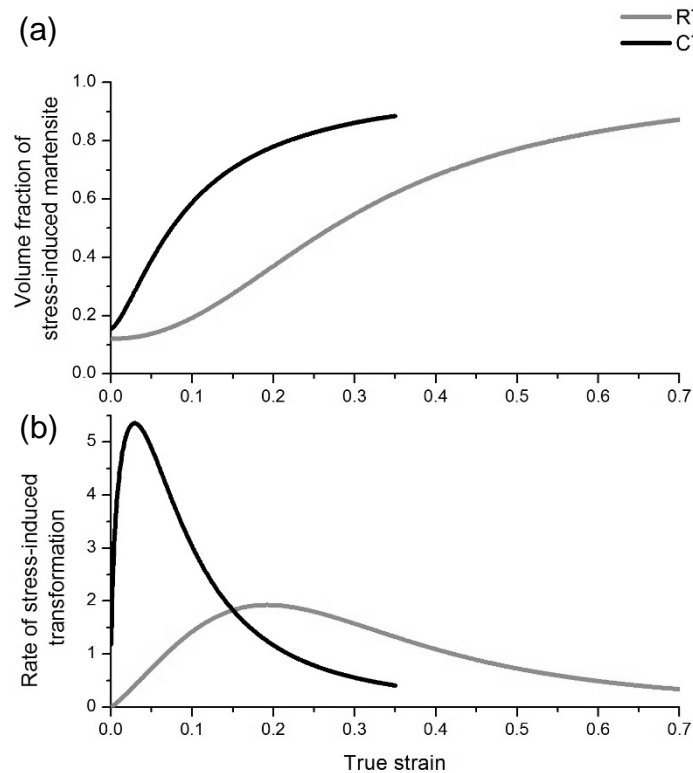 (a)
R
C
1.0
0.8
0.6
0.4
0.2
0.0
Volume fraction of
stress-induced martensite
0.0 0.1 0.2 0.3 0.4 0.5 0.6 0.7
(b)
5
4
3
2
1
0
Rate of stress-induced
transformation
0.0 0.1 0.2 0.3 0.4 0.5 0.6 0.7
True strain